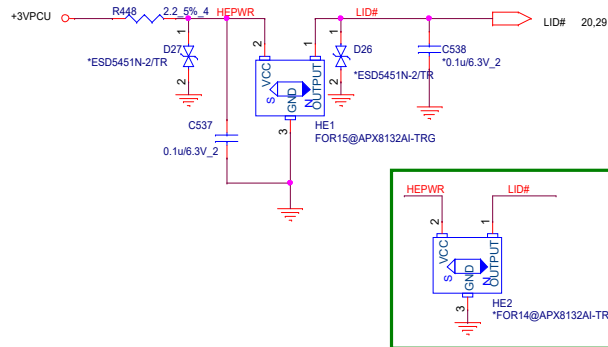 +3VPCU
R448
2.2_5%_4
HEPWR
LID#
LID# 20,29
D27
*ESD5451N-2/TR
1
2
2
1
VCC
OUTPUT
GND
S
N
3
D26
*ESD5451N-2/TR
1
2
C538
*0.1u/6.3V_2
HE1
FOR15@APX8132AI-TRG
C537
0.1u/6.3V_2
HEPWR
LID#
2
1
VCC
OUTPUT
GND
S
N
3
HE2
*FOR14@APX8132AI-TR